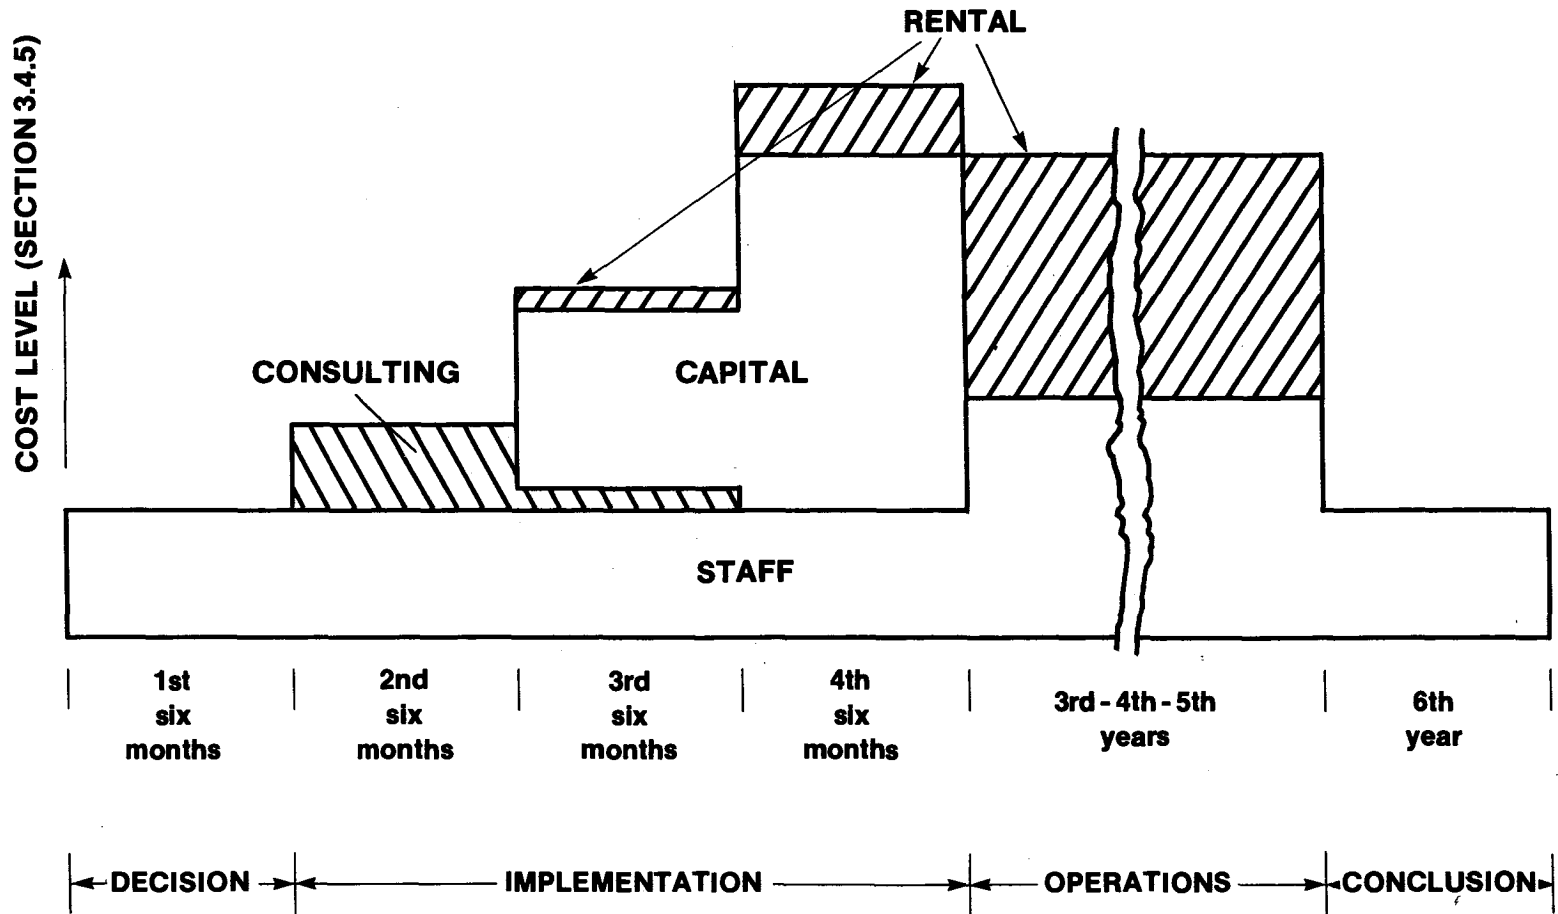 RENTAL
COST LEVEL (SECTION 3.4.5)
CONSULTING
CAPITAL
STAFF
1st
six
months
2nd
six
months
3rd
six
months
4th
six
months
3rd - 4th - 5th
years
6th
year
DECISION
IMPLEMENTATION
OPERATIONS
CONCLUSION